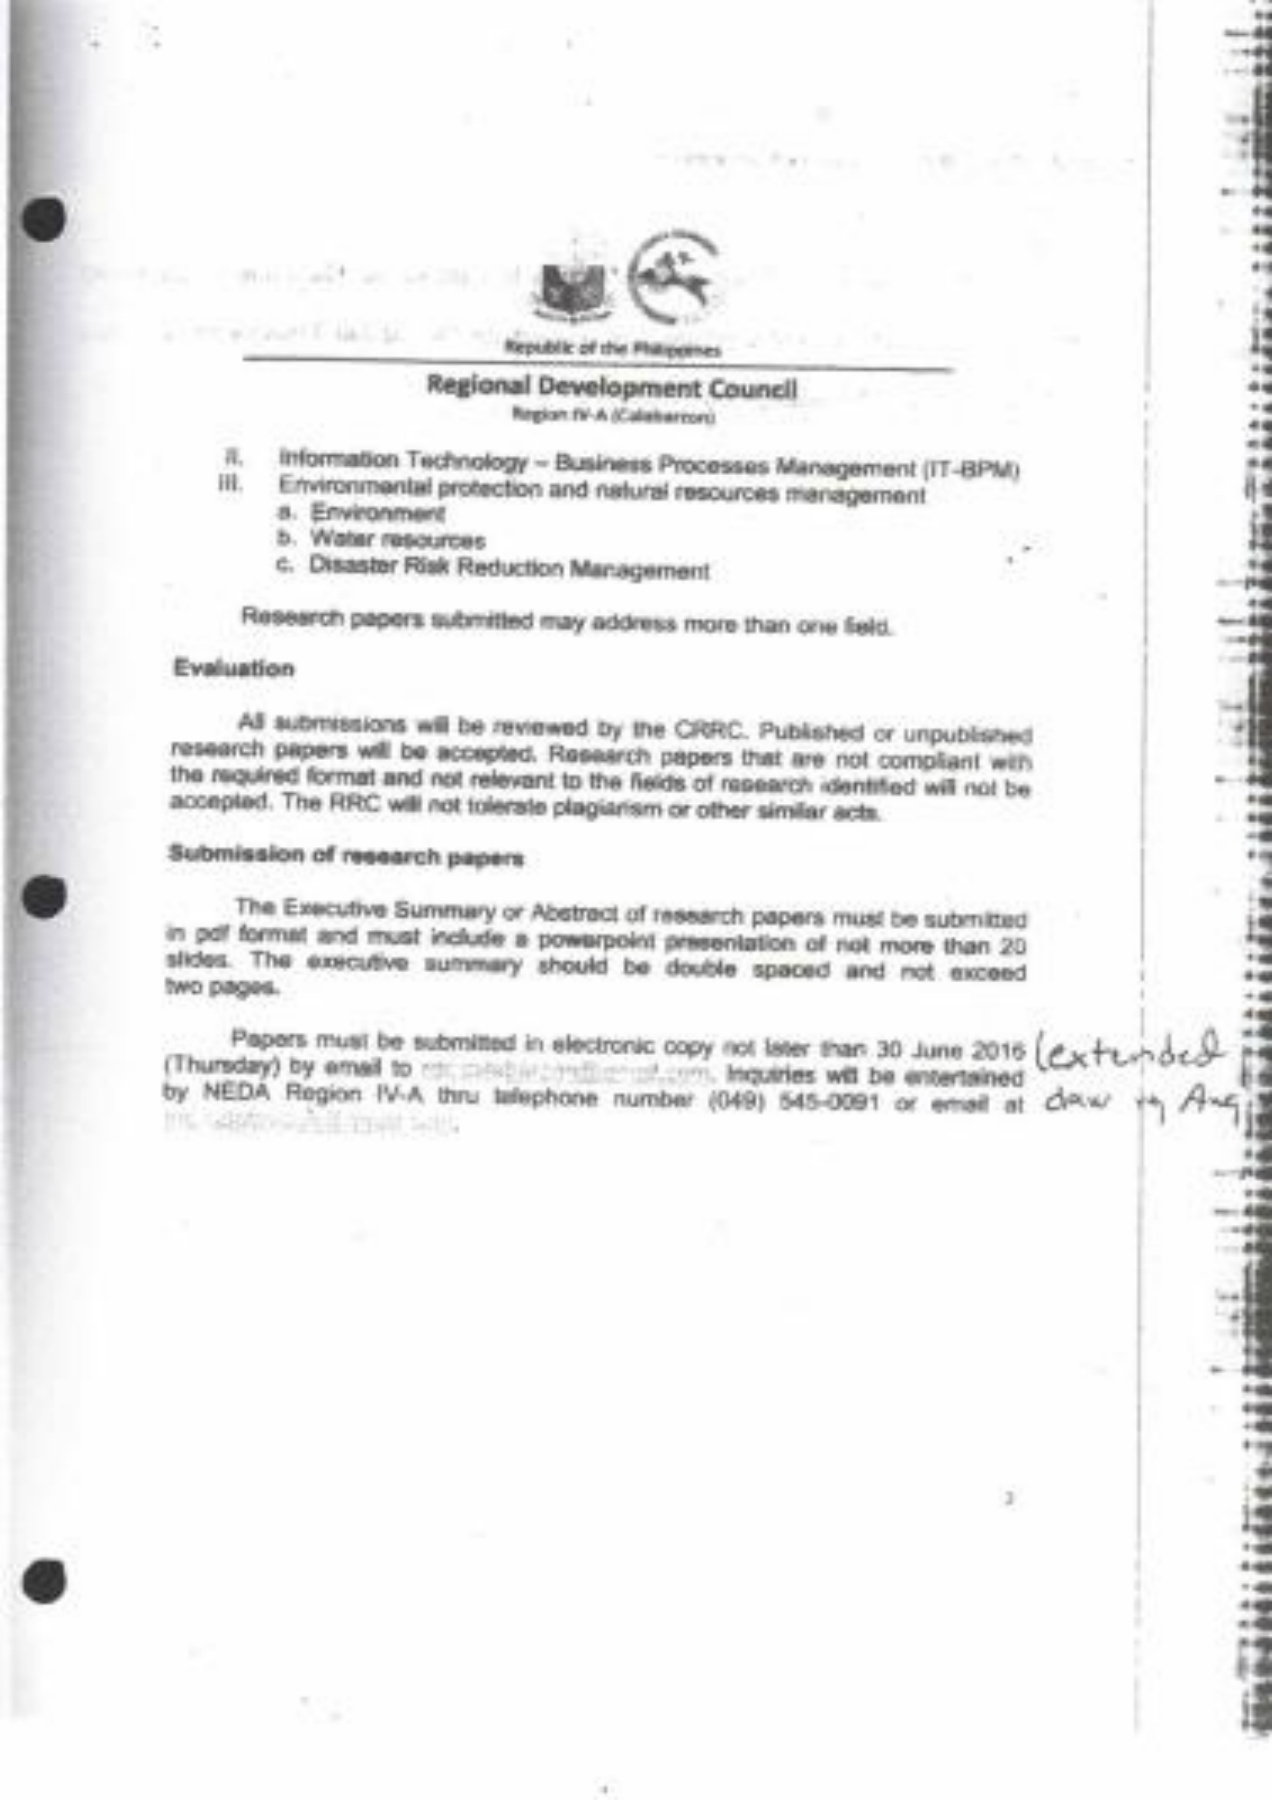 Republic of the Philippines
Regional Development Council
Region IV-A (Calabarzon)
ii. Information Technology – Business Processes Management (IT-BPM)
iii. Environmental protection and natural resources management
a. Environment
b. Water resources
c. Disaster Risk Reduction Management
Research papers submitted may address more than one field.
Evaluation
All submissions will be reviewed by the CRRC. Published or unpublished
research papers will be accepted. Research papers that are not compliant with
the required format and not relevant to the fields of research identified will not be
accepted. The RRC will not tolerate plagiarism or other similar acts.
Submission of research papers
The Executive Summary or Abstract of research papers must be submitted
in pdf format and must include a powerpoint presentation of not more than 20
slides. The executive summary should be double spaced and not exceed
two pages.
Papers must be submitted in electronic copy not later than 30 June 2016 (extended
(Thursday) by email to Inquiries will be entertained
by NEDA Region IV-A thru telephone number (049) 545-0091 or email at daw ng Aug
2